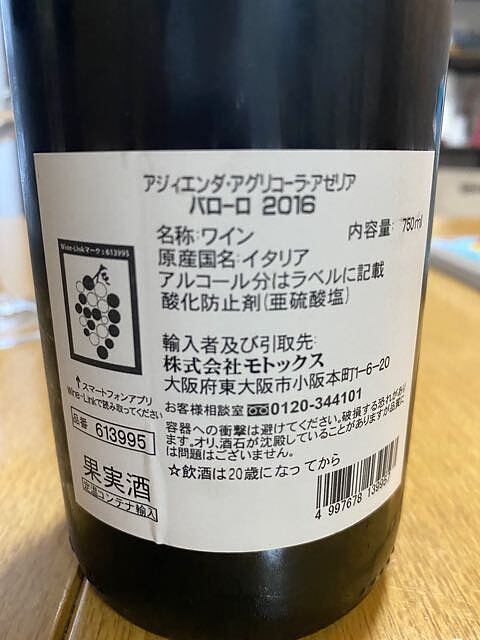 アジィエンダ・アグリコーラ・アゼリア
バローロ 2016
名称:ワイン
内容量: 750ml
原産国名:イタリア
アルコール分はラベルに記載
酸化防止剤(亜硫酸塩)
Wine-Linkマーク:613995
輸入者及び引取先:
株式会社モトックス
大阪府東大阪市小阪本町1-6-20
お客様相談室 0120-344101
↑スマートフォンアプリ
Wine-Linkで読み取ってください
容器への衝撃は避けてください。破損する恐れがあり
ます。オリ、酒石が沈殿していることがありますが品質に
は問題はございません。
品番 613995
☆飲酒は20歳になってから
果実酒
定温コンテナ輸入
4 997678 13995